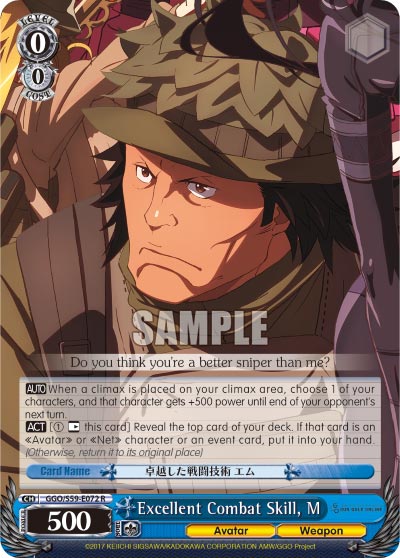 LEVEL
0
0
COST
SAMPLE
Do you think you're a better sniper than me?
AUTO When a climax is placed on your climax area, choose 1 of your
characters, and that character gets +500 power until end of your opponent's
next turn.
ACT [① this card] Reveal the top card of your deck. If that card is an
«Avatar» or «Net» character or an event card, put it into your hand.
(Otherwise, return it to its original place)
Card Name 卓越した戦闘技術 エム
CH GGO/S59-E072 R
Excellent Combat Skill, M
POWER
500
Avatar
Weapon
©2017 KEIICHI SIGSAWA/KADOKAWA CORPORATION AMW/GGO Project